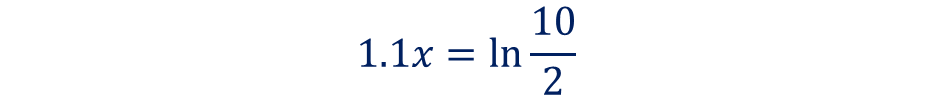 1.1x = ln 10/2